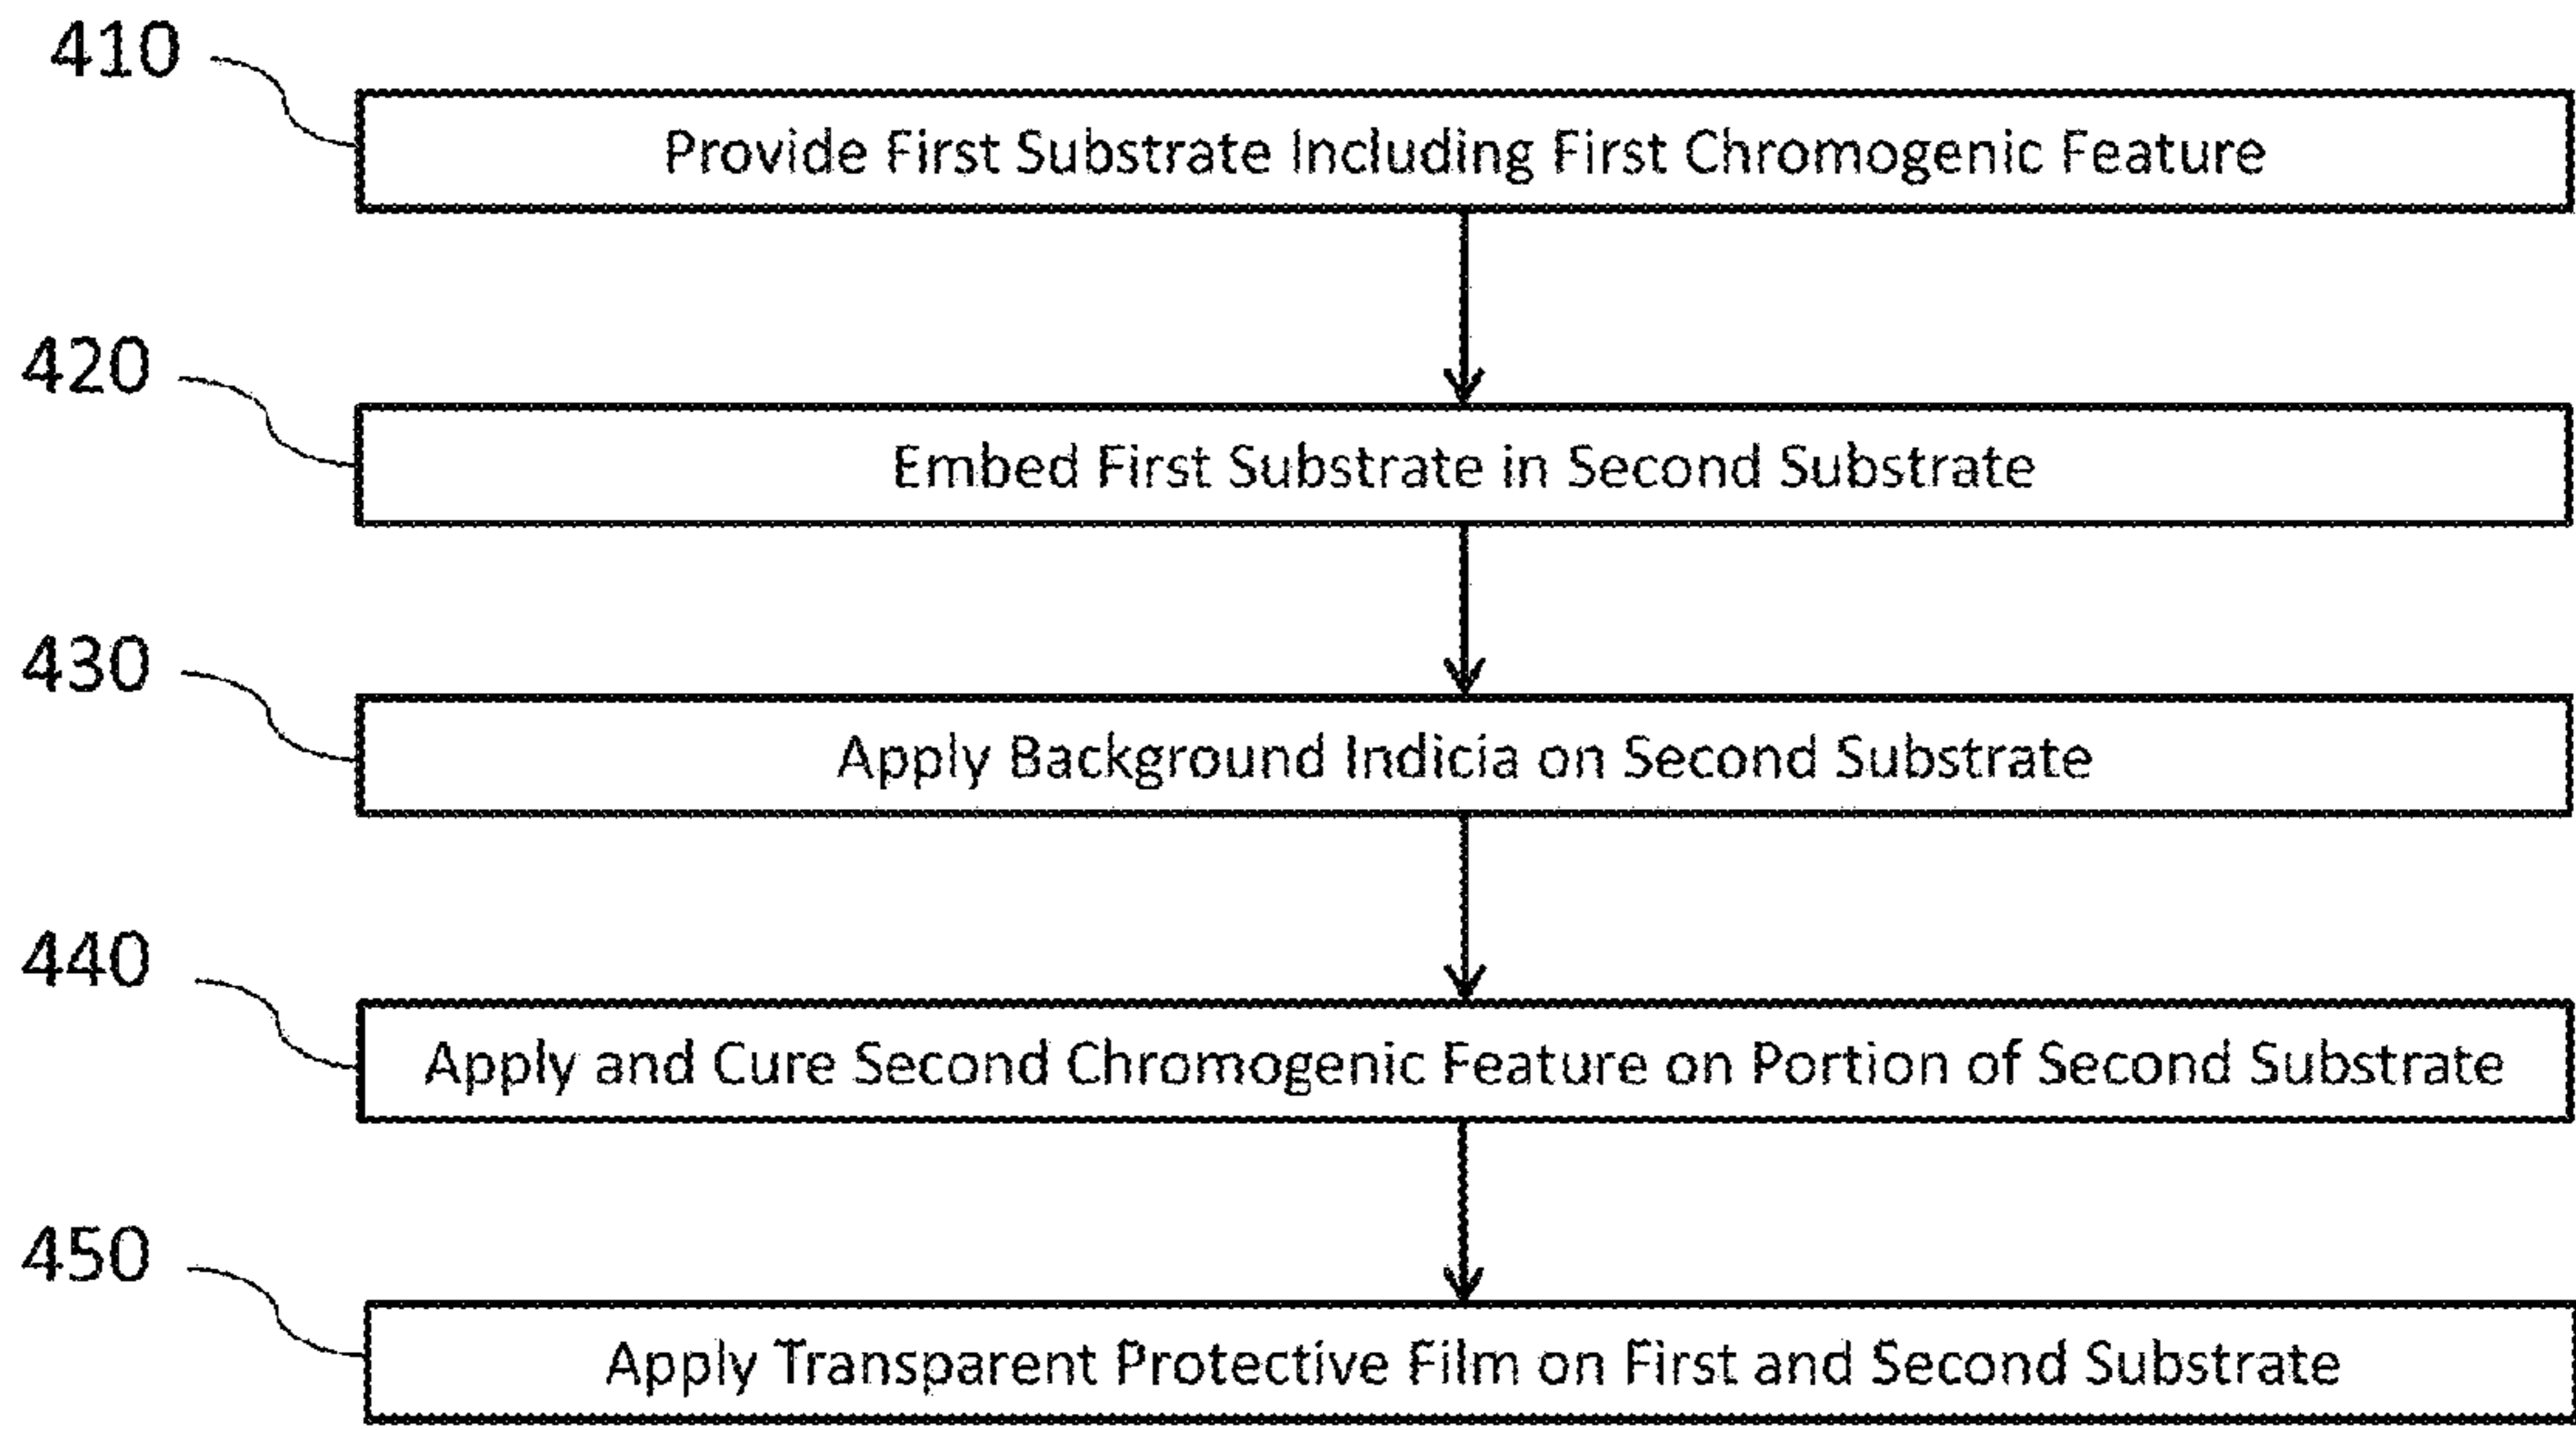 410
Provide First Substrate Including First Chromogenic Feature
420
Embed First Substrate in Second Substrate
430
Apply Background Indicia on Second Substrate
440
Apply and Cure Second Chromogenic Feature on Portion of Second Substrate
450
Apply Transparent Protective Film on First and Second Substrate